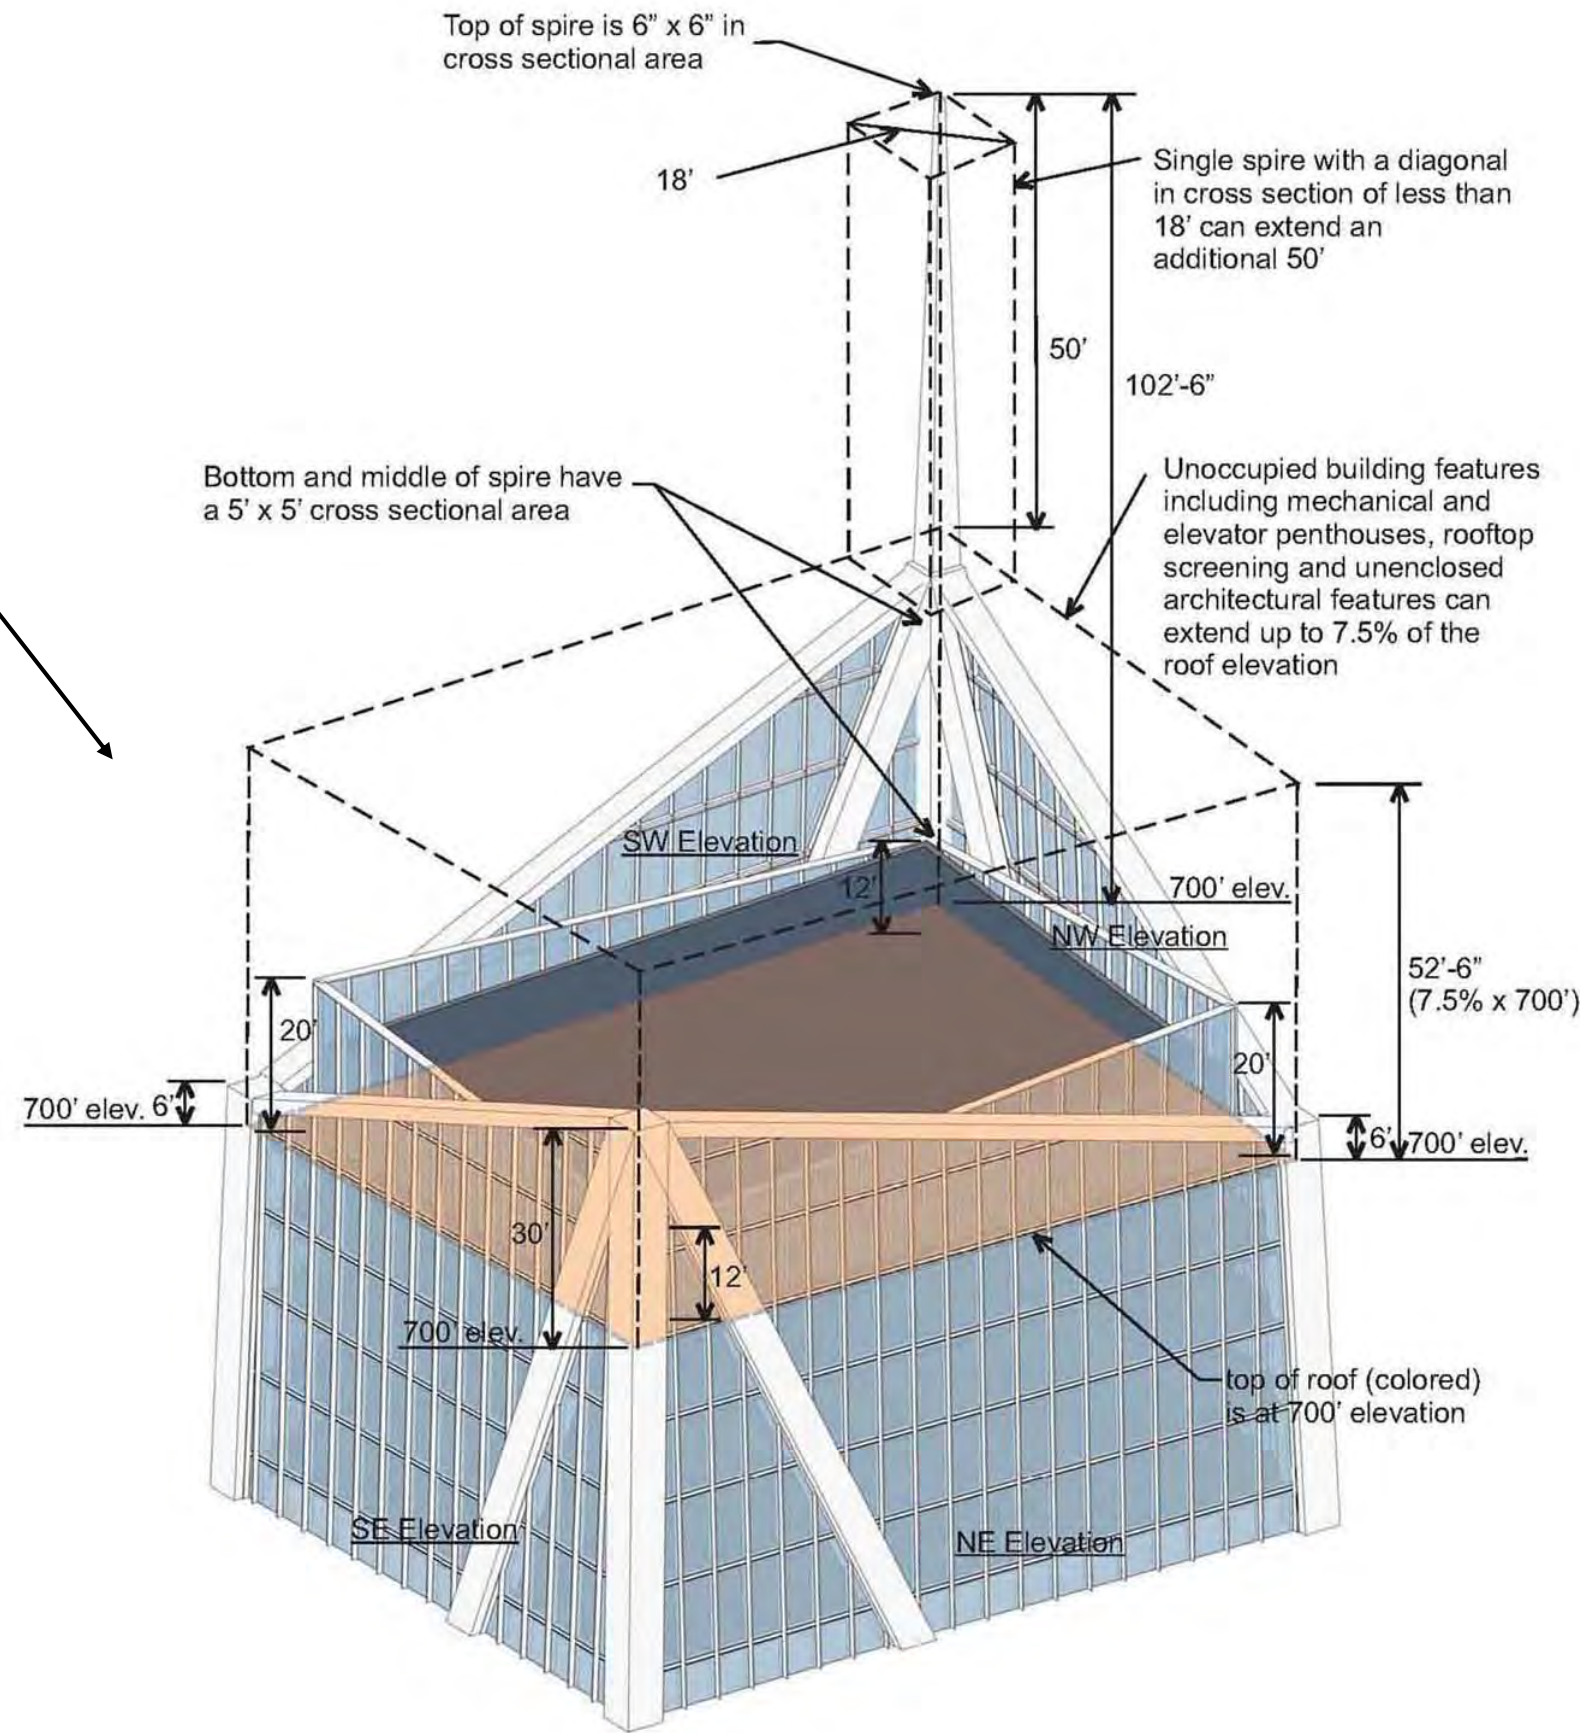 Top of spire is 6” x 6” in
cross sectional area
18’
Single spire with a diagonal
in cross section of less than
18’ can extend an
additional 50’
50’
102’-6”
Bottom and middle of spire have
a 5’ x 5’ cross sectional area
Unoccupied building features
including mechanical and
elevator penthouses, rooftop
screening and unenclosed
architectural features can
extend up to 7.5% of the
roof elevation
SW Elevation
12’
700’ elev.
NW Elevation
52’-6”
(7.5% x 700’)
20’
20’
700’ elev. 6’
6’ 700’ elev.
30’
12’
700’ elev.
top of roof (colored)
is at 700’ elevation
SE Elevation
NE Elevation